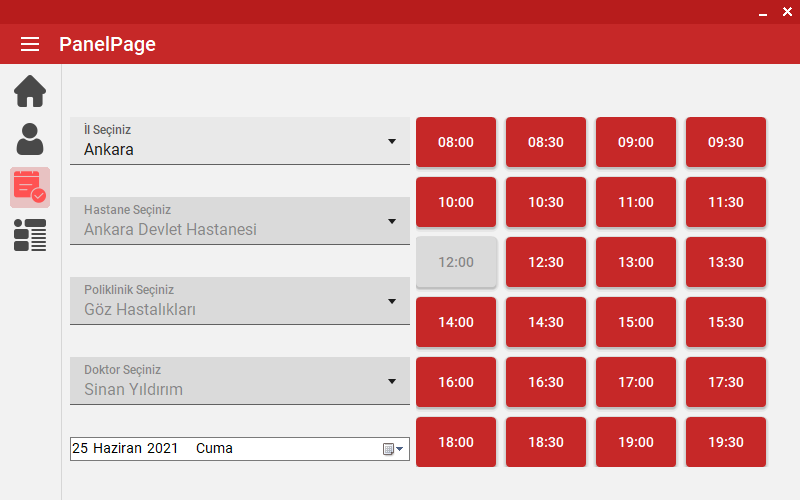 PanelPage
İl Seçiniz
Ankara
Hastane Seçiniz
Ankara Devlet Hastanesi
Poliklinik Seçiniz
Göz Hastalıkları
Doktor Seçiniz
Sinan Yıldırım
25 Haziran 2021 Cuma
08:00 08:30 09:00 09:30
10:00 10:30 11:00 11:30
12:00 12:30 13:00 13:30
14:00 14:30 15:00 15:30
16:00 16:30 17:00 17:30
18:00 18:30 19:00 19:30